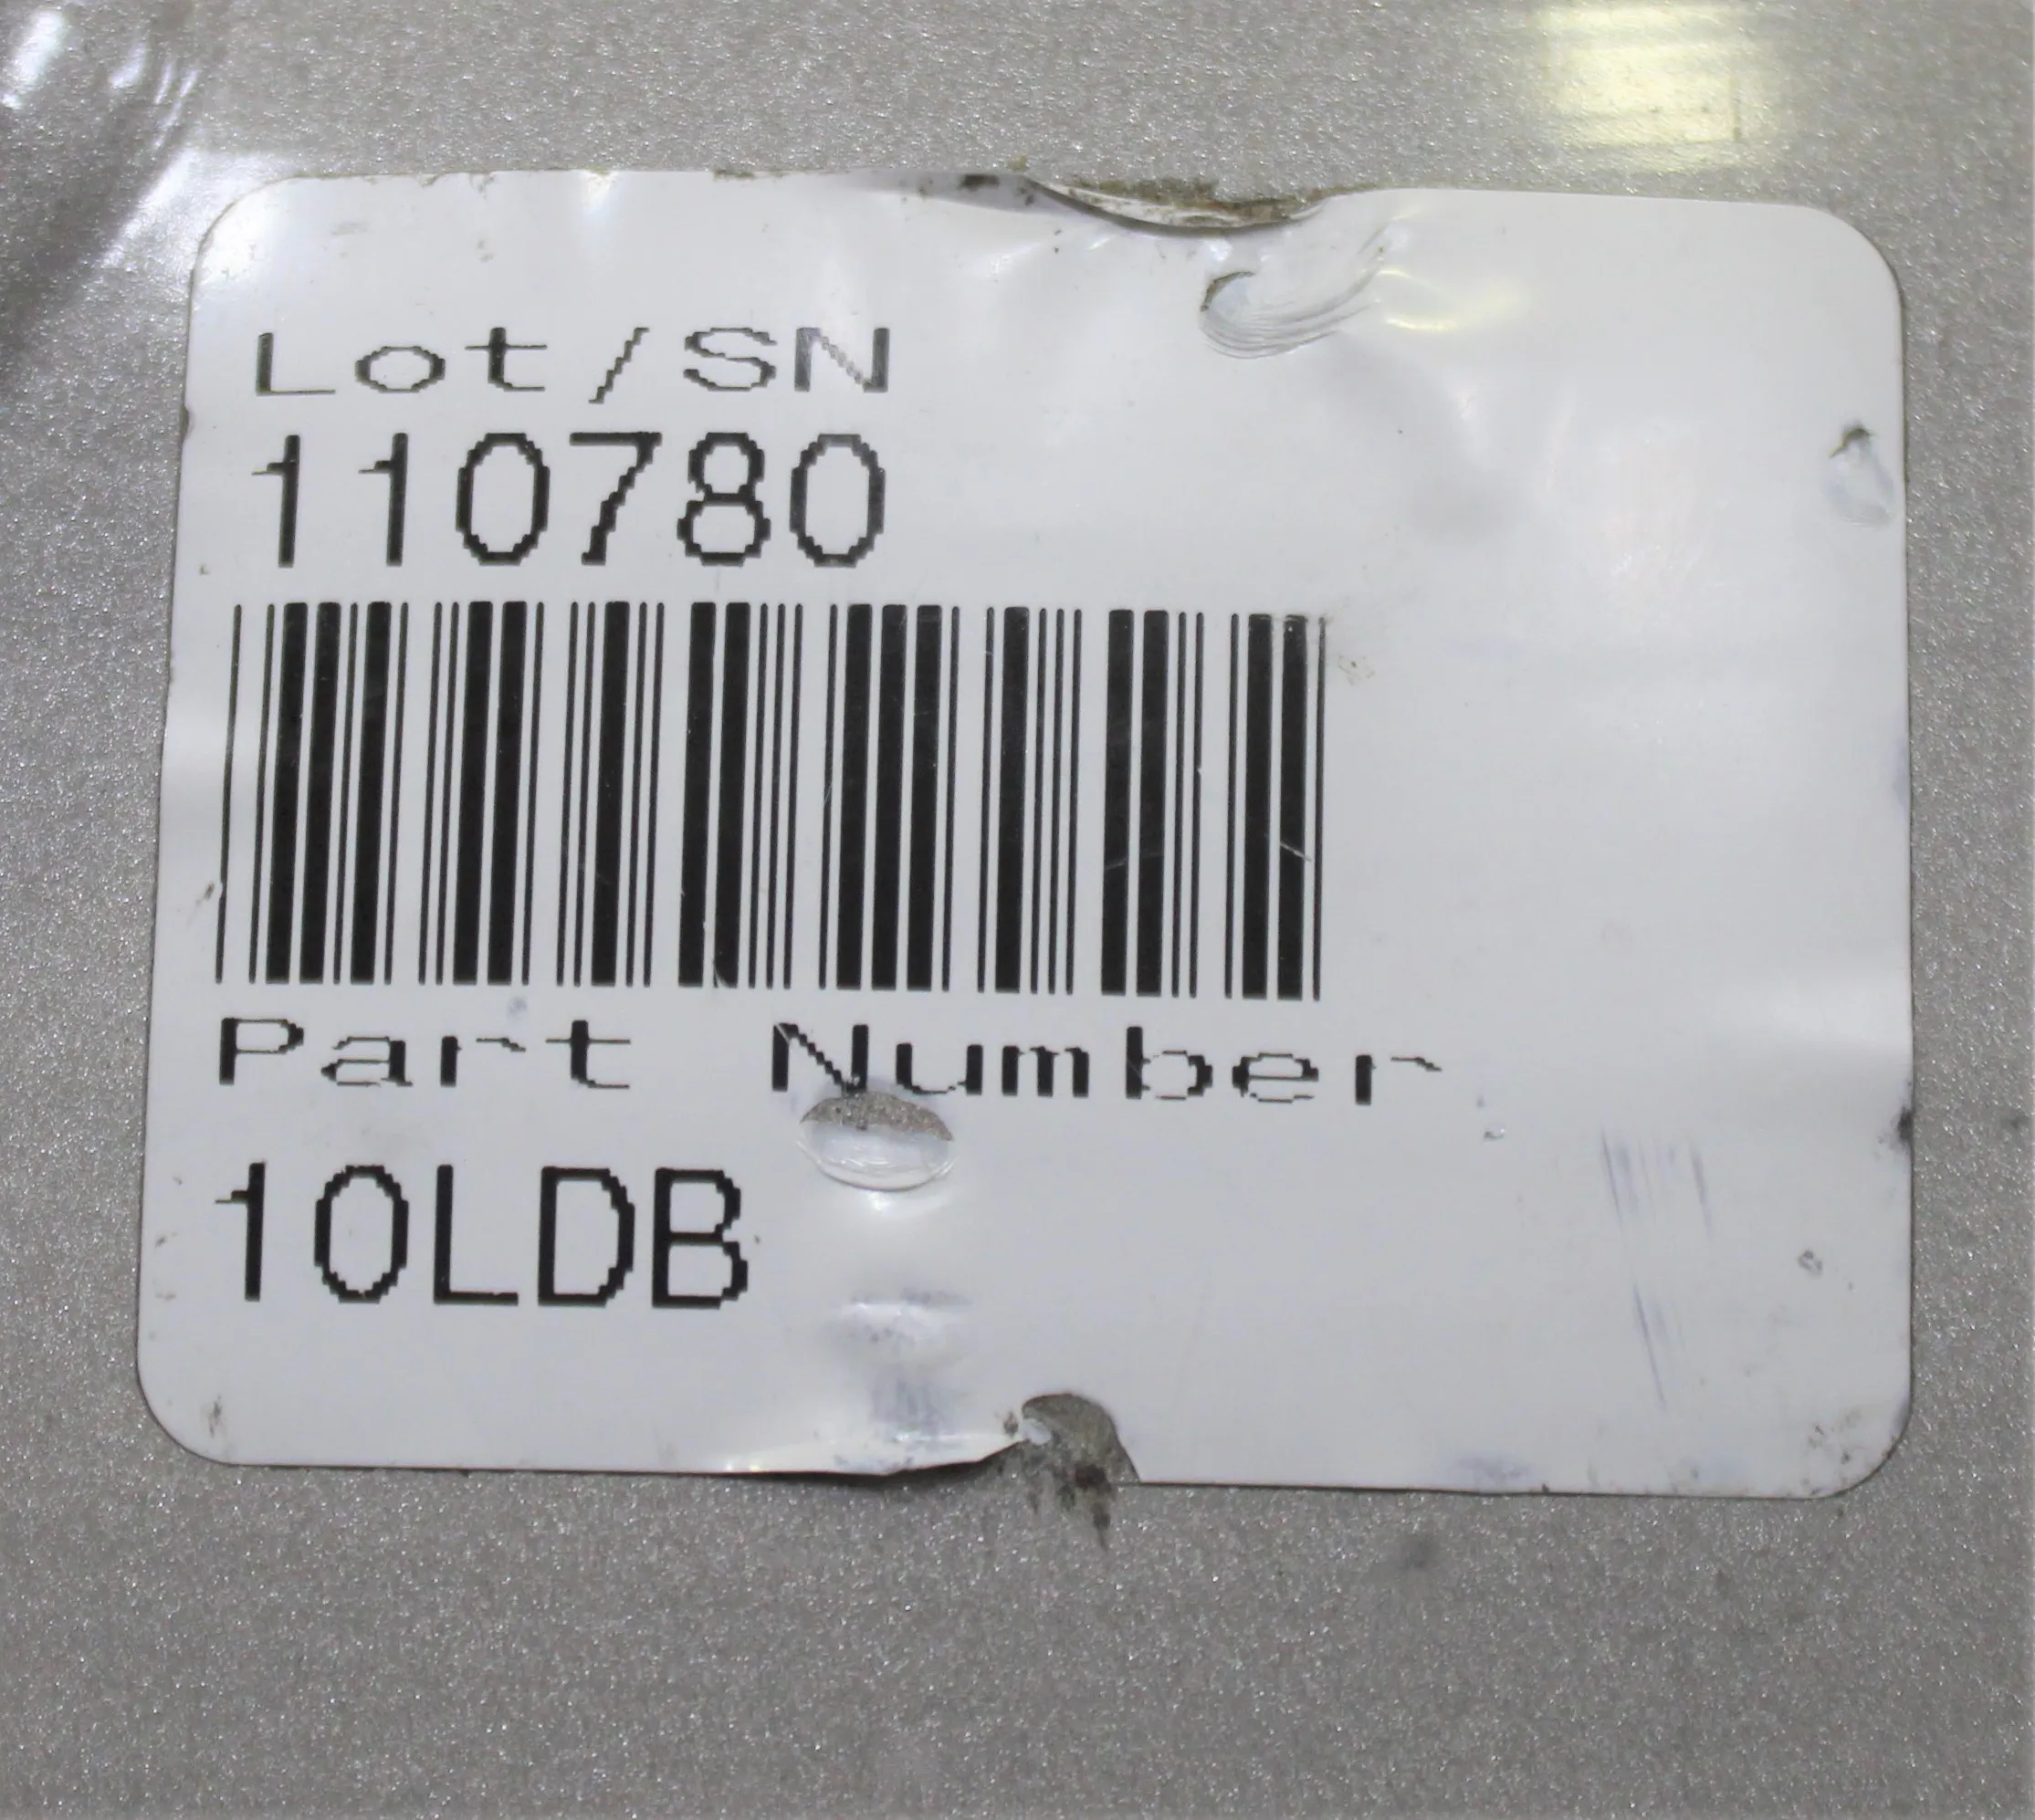 Lot/SN
110780
Part Number
10LDB